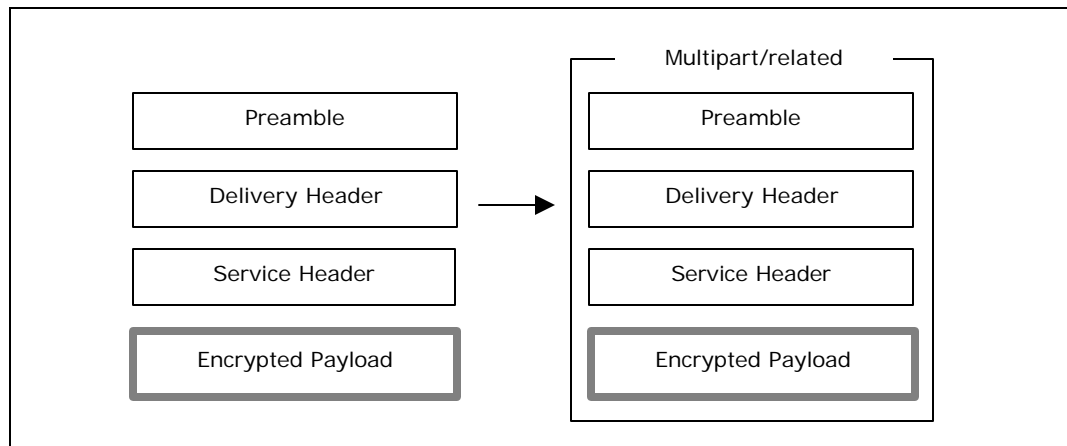 Multipart/related
Preamble
Preamble
Delivery Header
Delivery Header
Service Header
Service Header
Encrypted Payload
Encrypted Payload